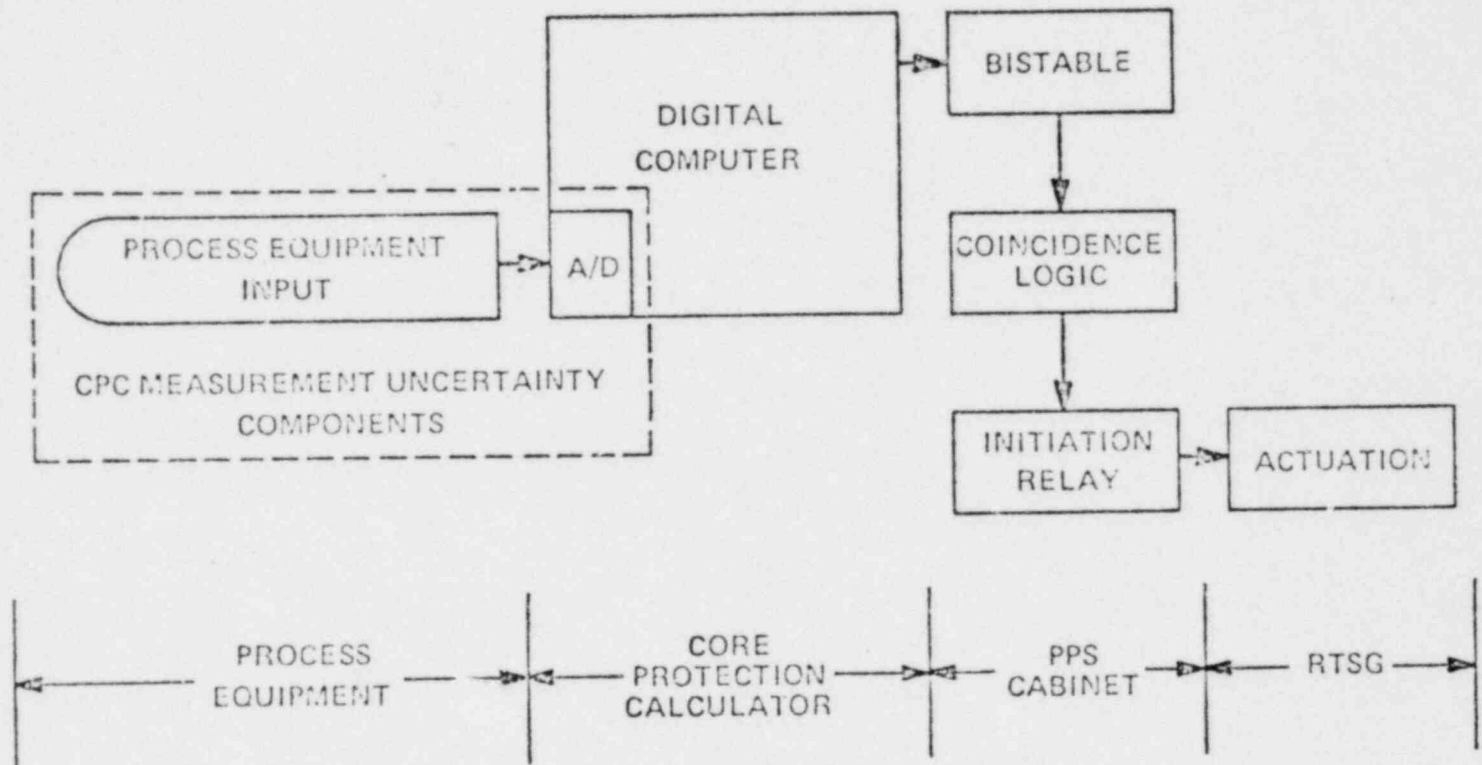 DIGITAL
COMPUTER
BISTABLE
PROCESS EQUIPMENT
INPUT
A/D
COINCIDENCE
LOGIC
CPC MEASUREMENT UNCERTAINTY
COMPONENTS
INITIATION
RELAY
ACTUATION
PROCESS
EQUIPMENT
CORE
PROTECTION
CALCULATOR
PPS
CABINET
RTSG